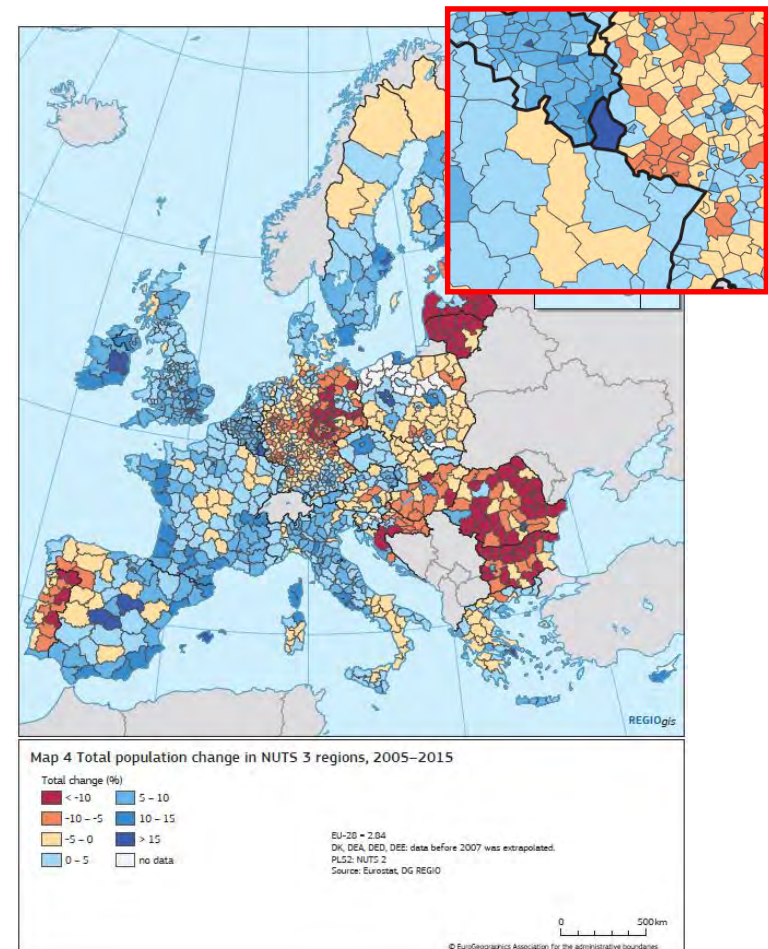 REGIOgis
Map 4 Total population change in NUTS 3 regions, 2005–2015
Total change (%)
< -10
5 – 10
-10 – -5
10 – 15
-5 – 0
> 15
0 – 5
no data
EU-28 = 2.84
DK, DEA, DED, DEE: data before 2007 was extrapolated.
PL52: NUTS 2
Source: Eurostat, DG REGIO
0 500km
© EuroGeographics Association for the administrative boundaries